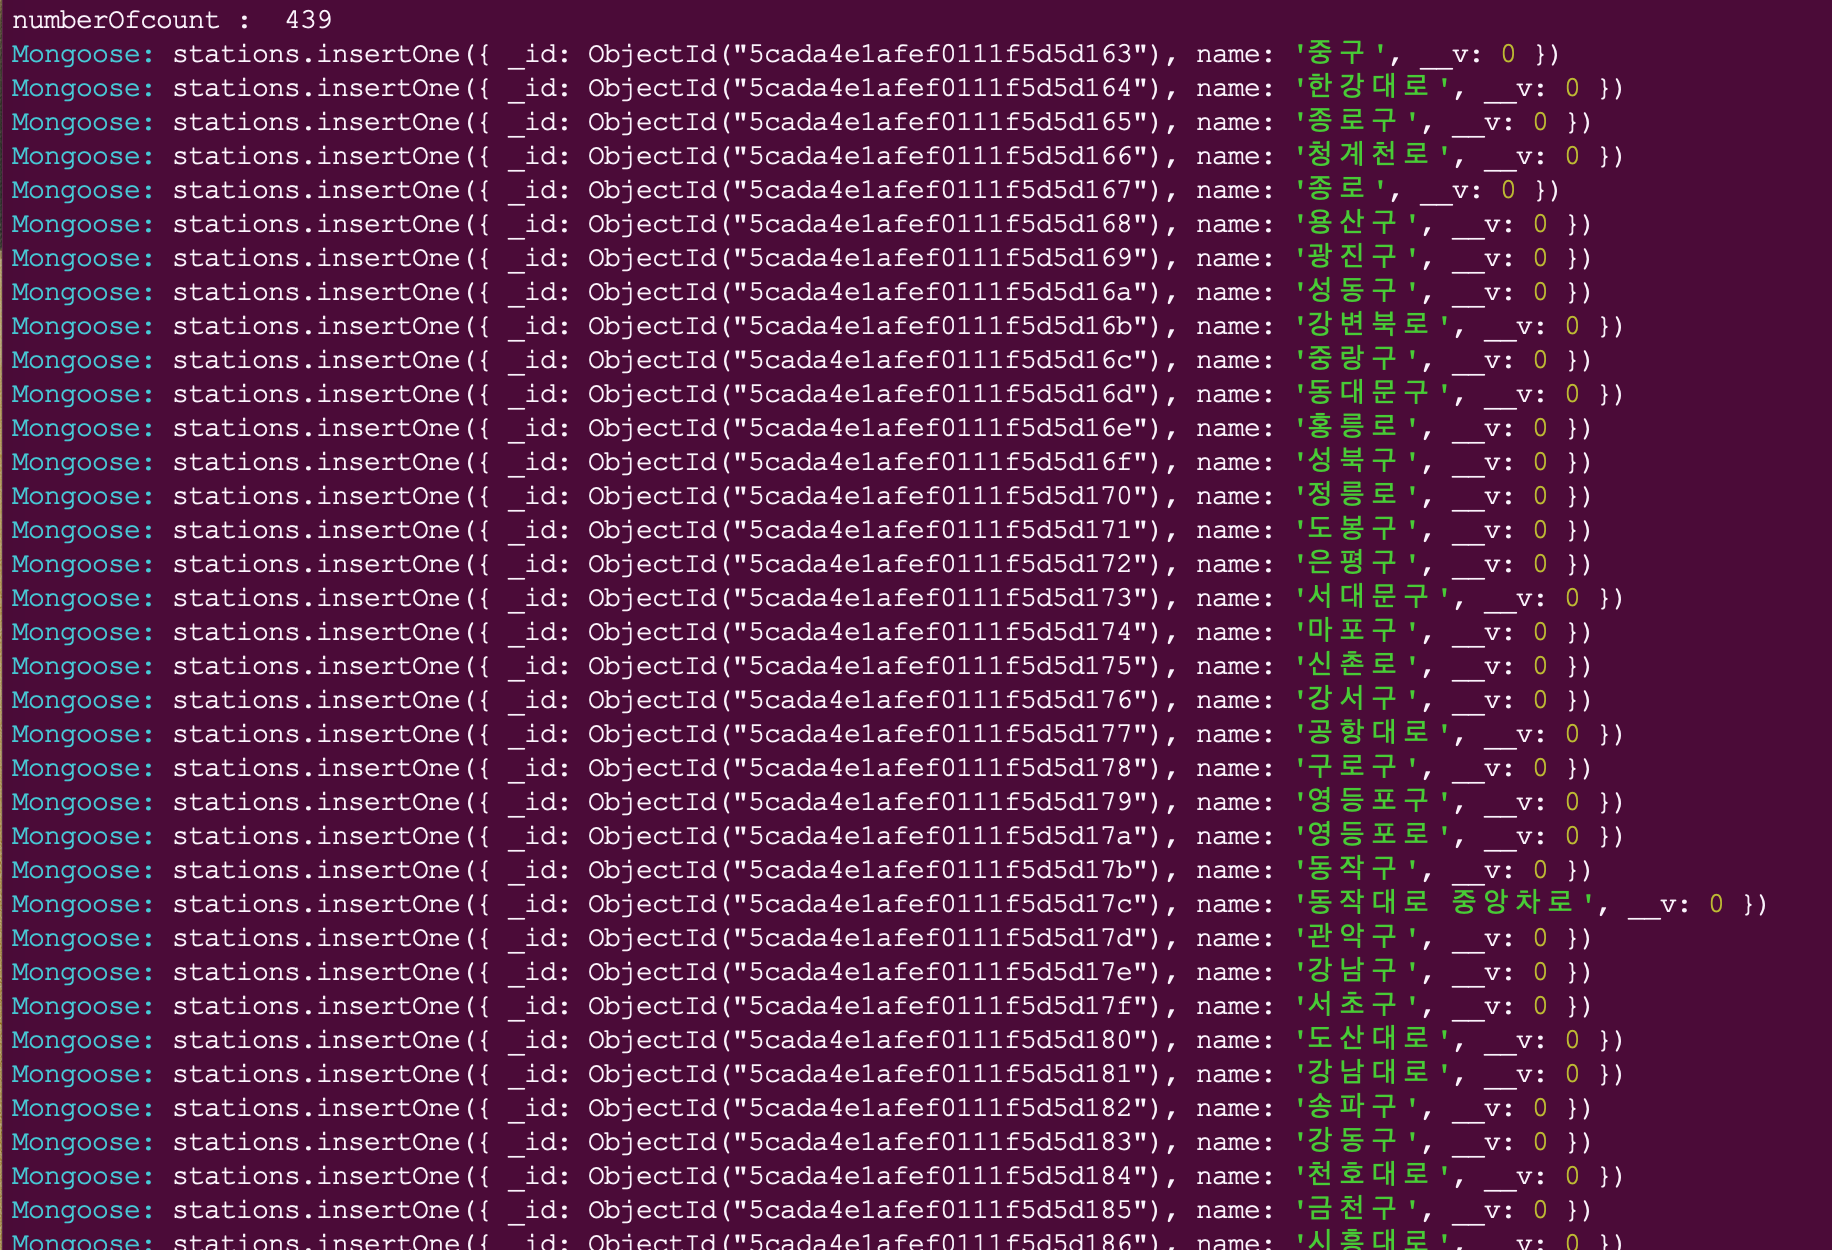 numberOfcount :  439
Mongoose: stations.insertOne({ _id: ObjectId("5cada4e1afef0111f5d5d163"), name: '중구', __v: 0 })
Mongoose: stations.insertOne({ _id: ObjectId("5cada4e1afef0111f5d5d164"), name: '한강대로', __v: 0 })
Mongoose: stations.insertOne({ _id: ObjectId("5cada4e1afef0111f5d5d165"), name: '종로구', __v: 0 })
Mongoose: stations.insertOne({ _id: ObjectId("5cada4e1afef0111f5d5d166"), name: '청계천로', __v: 0 })
Mongoose: stations.insertOne({ _id: ObjectId("5cada4e1afef0111f5d5d167"), name: '종로', __v: 0 })
Mongoose: stations.insertOne({ _id: ObjectId("5cada4e1afef0111f5d5d168"), name: '용산구', __v: 0 })
Mongoose: stations.insertOne({ _id: ObjectId("5cada4e1afef0111f5d5d169"), name: '광진구', __v: 0 })
Mongoose: stations.insertOne({ _id: ObjectId("5cada4e1afef0111f5d5d16a"), name: '성동구', __v: 0 })
Mongoose: stations.insertOne({ _id: ObjectId("5cada4e1afef0111f5d5d16b"), name: '강변북로', __v: 0 })
Mongoose: stations.insertOne({ _id: ObjectId("5cada4e1afef0111f5d5d16c"), name: '중랑구', __v: 0 })
Mongoose: stations.insertOne({ _id: ObjectId("5cada4e1afef0111f5d5d16d"), name: '동대문구', __v: 0 })
Mongoose: stations.insertOne({ _id: ObjectId("5cada4e1afef0111f5d5d16e"), name: '홍릉로', __v: 0 })
Mongoose: stations.insertOne({ _id: ObjectId("5cada4e1afef0111f5d5d16f"), name: '성북구', __v: 0 })
Mongoose: stations.insertOne({ _id: ObjectId("5cada4e1afef0111f5d5d170"), name: '정릉로', __v: 0 })
Mongoose: stations.insertOne({ _id: ObjectId("5cada4e1afef0111f5d5d171"), name: '도봉구', __v: 0 })
Mongoose: stations.insertOne({ _id: ObjectId("5cada4e1afef0111f5d5d172"), name: '은평구', __v: 0 })
Mongoose: stations.insertOne({ _id: ObjectId("5cada4e1afef0111f5d5d173"), name: '서대문구', __v: 0 })
Mongoose: stations.insertOne({ _id: ObjectId("5cada4e1afef0111f5d5d174"), name: '마포구', __v: 0 })
Mongoose: stations.insertOne({ _id: ObjectId("5cada4e1afef0111f5d5d175"), name: '신촌로', __v: 0 })
Mongoose: stations.insertOne({ _id: ObjectId("5cada4e1afef0111f5d5d176"), name: '강서구', __v: 0 })
Mongoose: stations.insertOne({ _id: ObjectId("5cada4e1afef0111f5d5d177"), name: '공항대로', __v: 0 })
Mongoose: stations.insertOne({ _id: ObjectId("5cada4e1afef0111f5d5d178"), name: '구로구', __v: 0 })
Mongoose: stations.insertOne({ _id: ObjectId("5cada4e1afef0111f5d5d179"), name: '영등포구', __v: 0 })
Mongoose: stations.insertOne({ _id: ObjectId("5cada4e1afef0111f5d5d17a"), name: '영등포로', __v: 0 })
Mongoose: stations.insertOne({ _id: ObjectId("5cada4e1afef0111f5d5d17b"), name: '동작구', __v: 0 })
Mongoose: stations.insertOne({ _id: ObjectId("5cada4e1afef0111f5d5d17c"), name: '동작대로 중앙차로', __v: 0 })
Mongoose: stations.insertOne({ _id: ObjectId("5cada4e1afef0111f5d5d17d"), name: '관악구', __v: 0 })
Mongoose: stations.insertOne({ _id: ObjectId("5cada4e1afef0111f5d5d17e"), name: '강남구', __v: 0 })
Mongoose: stations.insertOne({ _id: ObjectId("5cada4e1afef0111f5d5d17f"), name: '서초구', __v: 0 })
Mongoose: stations.insertOne({ _id: ObjectId("5cada4e1afef0111f5d5d180"), name: '도산대로', __v: 0 })
Mongoose: stations.insertOne({ _id: ObjectId("5cada4e1afef0111f5d5d181"), name: '강남대로', __v: 0 })
Mongoose: stations.insertOne({ _id: ObjectId("5cada4e1afef0111f5d5d182"), name: '송파구', __v: 0 })
Mongoose: stations.insertOne({ _id: ObjectId("5cada4e1afef0111f5d5d183"), name: '강동구', __v: 0 })
Mongoose: stations.insertOne({ _id: ObjectId("5cada4e1afef0111f5d5d184"), name: '천호대로', __v: 0 })
Mongoose: stations.insertOne({ _id: ObjectId("5cada4e1afef0111f5d5d185"), name: '금천구', __v: 0 })
Mongoose: stations.insertOne({ _id: ObjectId("5cada4e1afef0111f5d5d186"), name: '시흥대로', __v: 0 })